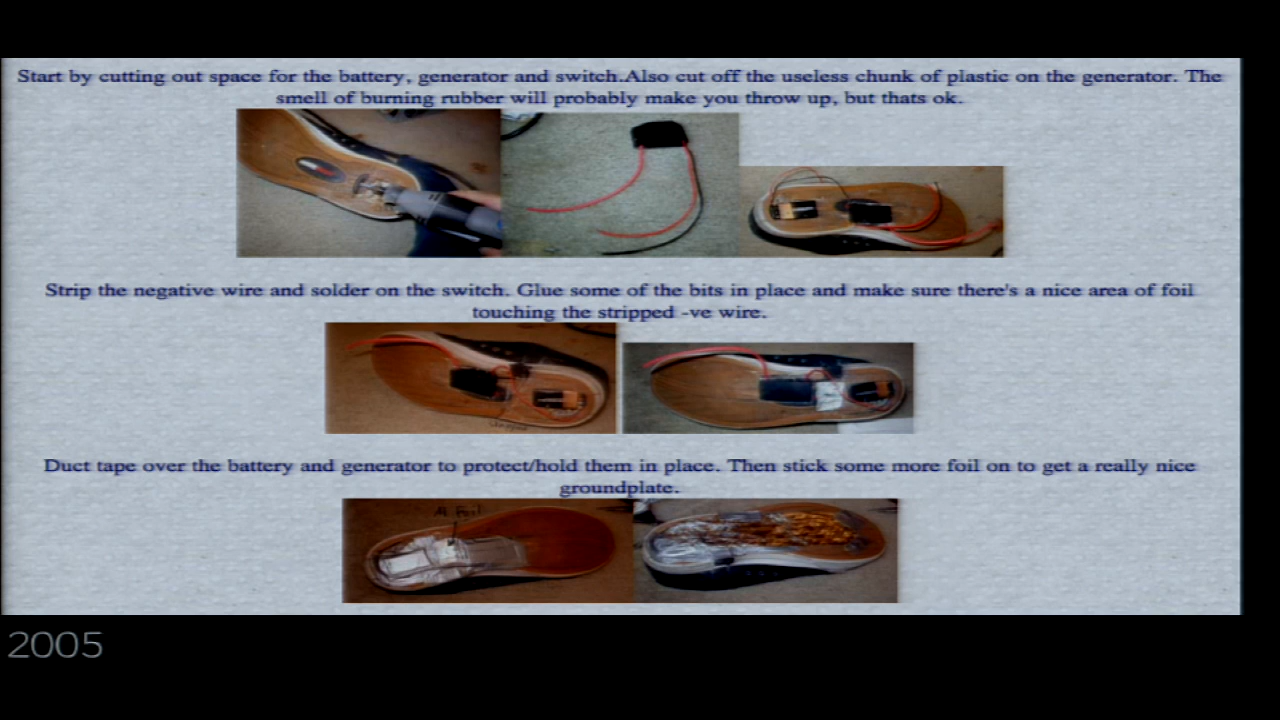 Start by cutting out space for the battery, generator and switch.Also cut off the useless chunk of plastic on the generator. The
smell of burning rubber will probably make you throw up, but thats ok.
Strip the negative wire and solder on the switch. Glue some of the bits in place and make sure there's a nice area of foil
touching the stripped -ve wire.
Duct tape over the battery and generator to protect/hold them in place. Then stick some more foil on to get a really nice
groundplate.
Al Foil
2005